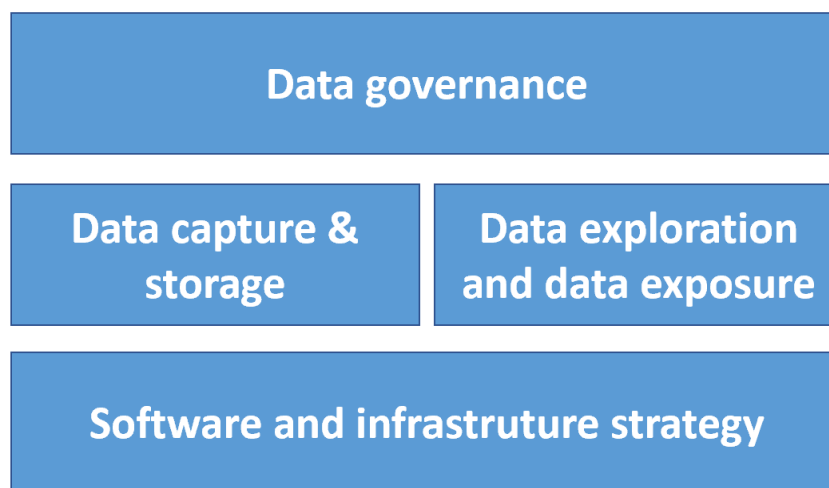 Data governance
Data capture &
storage
Data exploration
and data exposure
Software and infrastruture strategy